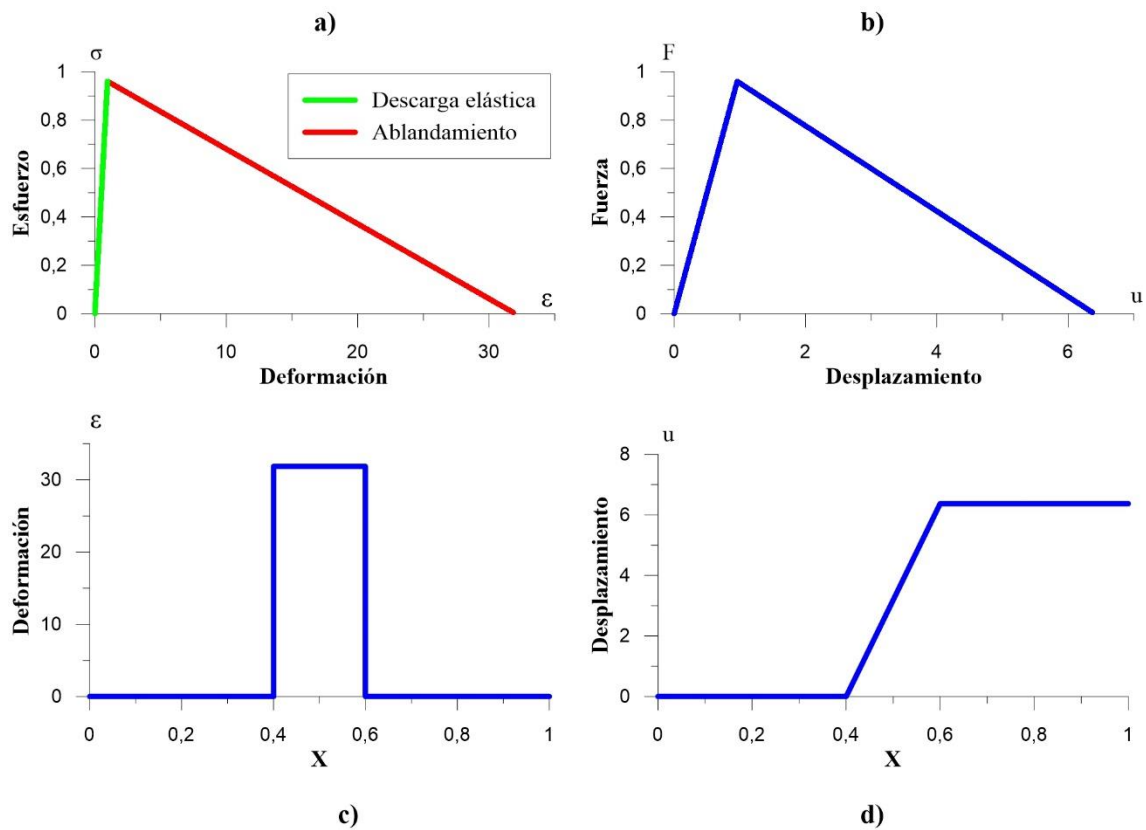 a)
b)
σ
Esfuerzo
1
0,8
0,6
0,4
0,2
0
Descarga elástica
Ablandamiento
ε
0 10 20 30
Deformación
F
Fuerza
1
0,8
0,6
0,4
0,2
0
u
0 2 4 6
Desplazamiento
ε
Deformación
30
20
10
0
0 0,2 0,4 0,6 0,8 1
X
u
Desplazamiento
8
6
4
2
0
0 0,2 0,4 0,6 0,8 1
X
c)
d)